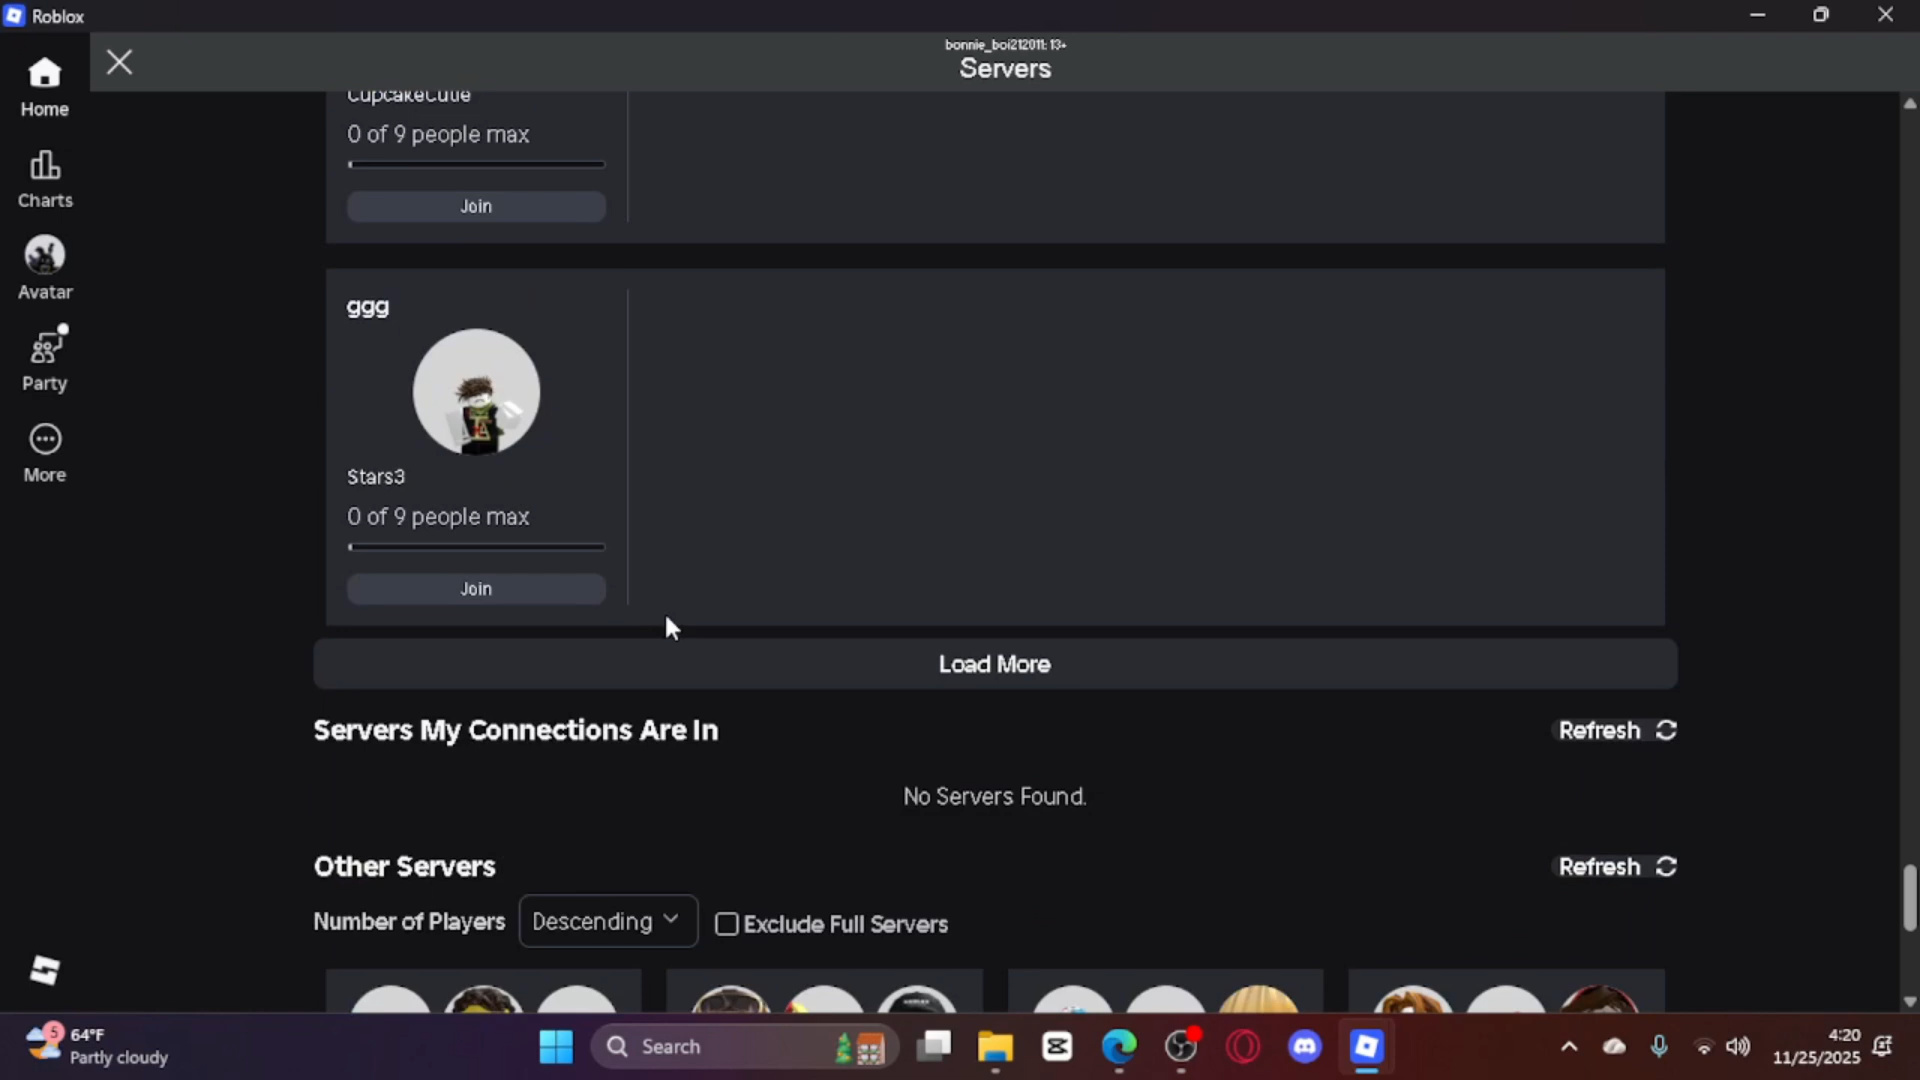 Roblox
bonnie_boi212011: 13+
Servers
Home
Charts
Avatar
Party
More
CupcakeCutie
0 of 9 people max
Join
ggg
Stars3
0 of 9 people max
Join
Load More
Servers My Connections Are In
Refresh
No Servers Found.
Other Servers
Refresh
Number of Players
Descending
Exclude Full Servers
5
64°F
Partly cloudy
Search
4:20
11/25/2025